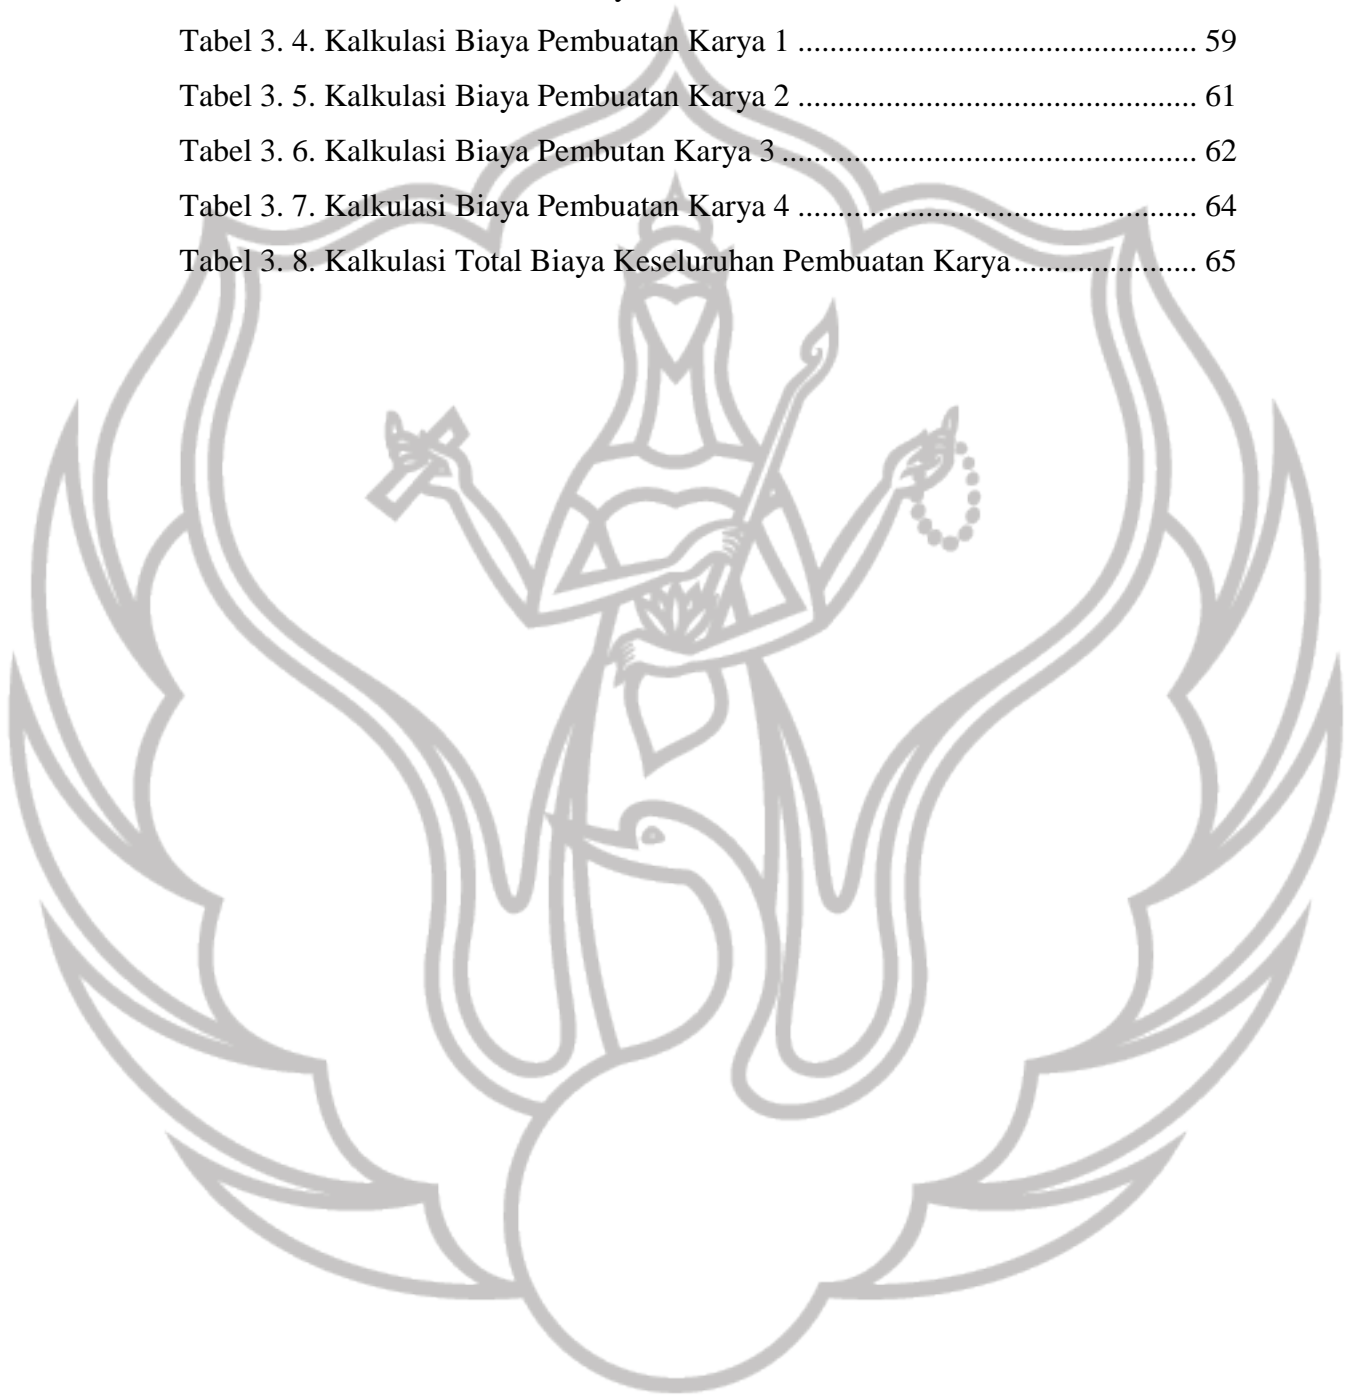 Tabel 3. 4. Kalkulasi Biaya Pembuatan Karya 1 .................................................. 59
Tabel 3. 5. Kalkulasi Biaya Pembuatan Karya 2 .................................................. 61
Tabel 3. 6. Kalkulasi Biaya Pembutan Karya 3 .................................................... 62
Tabel 3. 7. Kalkulasi Biaya Pembuatan Karya 4 .................................................. 64
Tabel 3. 8. Kalkulasi Total Biaya Keseluruhan Pembuatan Karya ....................... 65